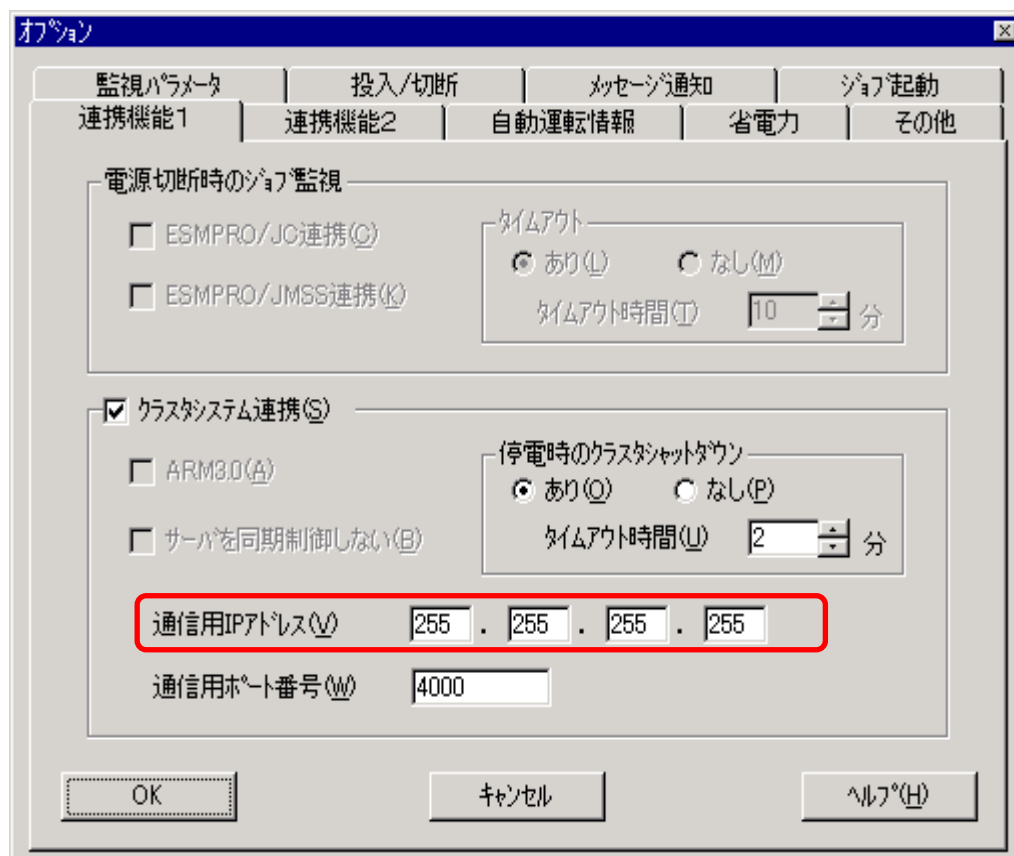 オプション
監視パラメータ 投入/切断 メッセージ通知 ジョブ起動
連携機能1 連携機能2 自動運転情報 省電力 その他
電源切断時のジョブ監視
ESMPRO/JC連携(C)
ESMPRO/JMSS連携(K)
タイムアウト
あり(L) なし(M)
タイムアウト時間(T) 10 分
クラスタシステム連携(S)
ARM3.0(A)
サーバを同期制御しない(B)
停電時のクラスタシャットダウン
あり(O) なし(P)
タイムアウト時間(U) 2 分
通信用IPアドレス(V) 255 . 255 . 255 . 255
通信用ポート番号(W) 4000
OK キャンセル ヘルプ(H)